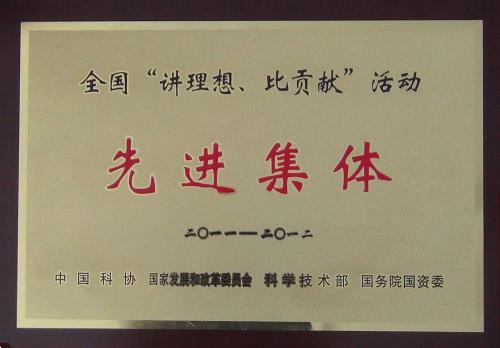 全国“讲理想、比贡献”活动
先进集体
二〇一一—二〇一二
中国科协 国家发展和改革委员会 科学技术部 国务院国资委